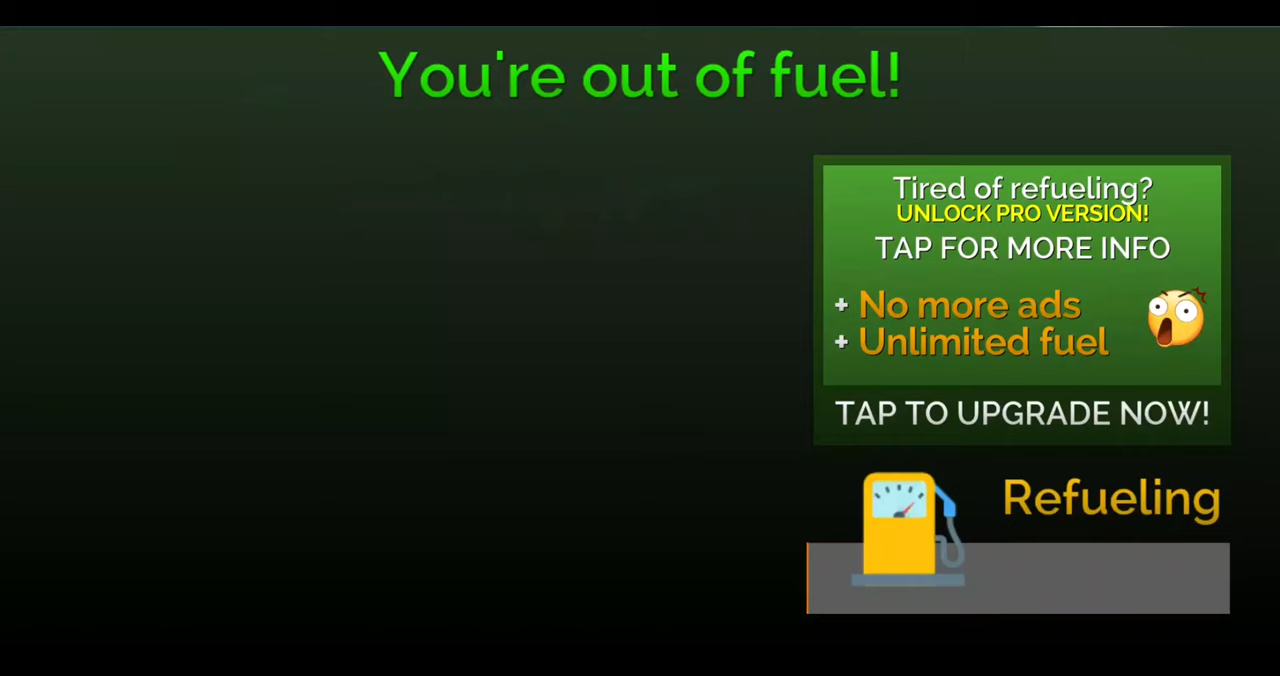 You're out of fuel!
Tired of refueling?
UNLOCK PRO VERSION!
TAP FOR MORE INFO
+ No more ads
+ Unlimited fuel
TAP TO UPGRADE NOW!
Refueling